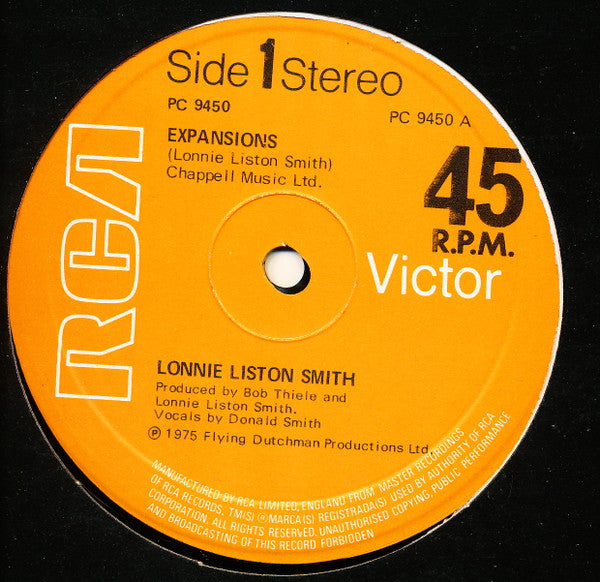 Side 1 Stereo
PC 9450
PC 9450 A
EXPANSIONS
(Lonnie Liston Smith)
Chappell Music Ltd.
45
R.P.M.
RCA
Victor
LONNIE LISTON SMITH
Produced by Bob Thiele and
Lonnie Liston Smith.
Vocals by Donald Smith
℗ 1975 Flying Dutchman Productions Ltd.
MANUFACTURED BY RCA LIMITED, ENGLAND FROM MASTER RECORDINGS
OF RCA RECORDS, TM(S) ® MARCA(S) REGISTRADA(S) USED BY AUTHORITY OF RCA
CORPORATION. ALL RIGHTS RESERVED. UNAUTHORISED COPYING, PUBLIC PERFORMANCE
AND BROADCASTING OF THIS RECORD FORBIDDEN